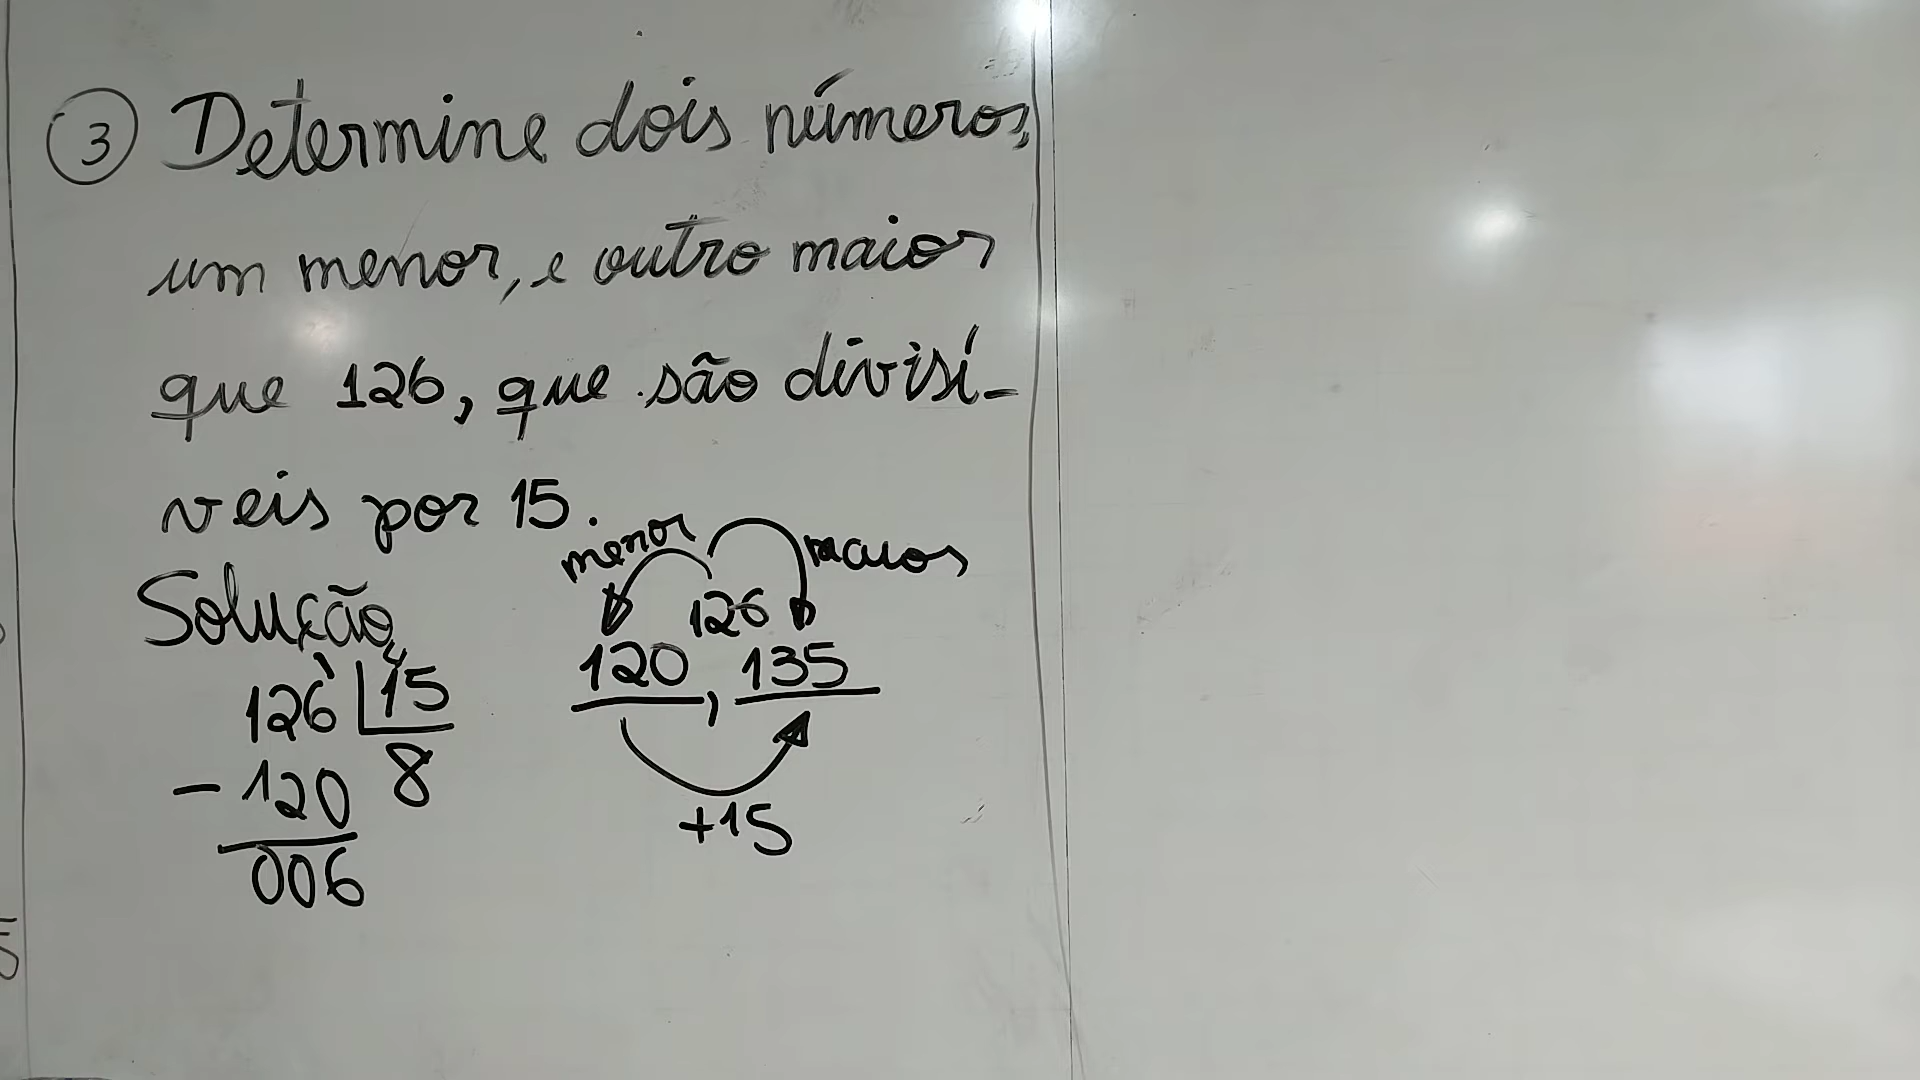 3 Determine dois números,
um menor, e outro maior
que 126, que são divisí-
veis por 15.
menor maior
Solução
126
126 15
120, 135
- 120 8
+15
006
5